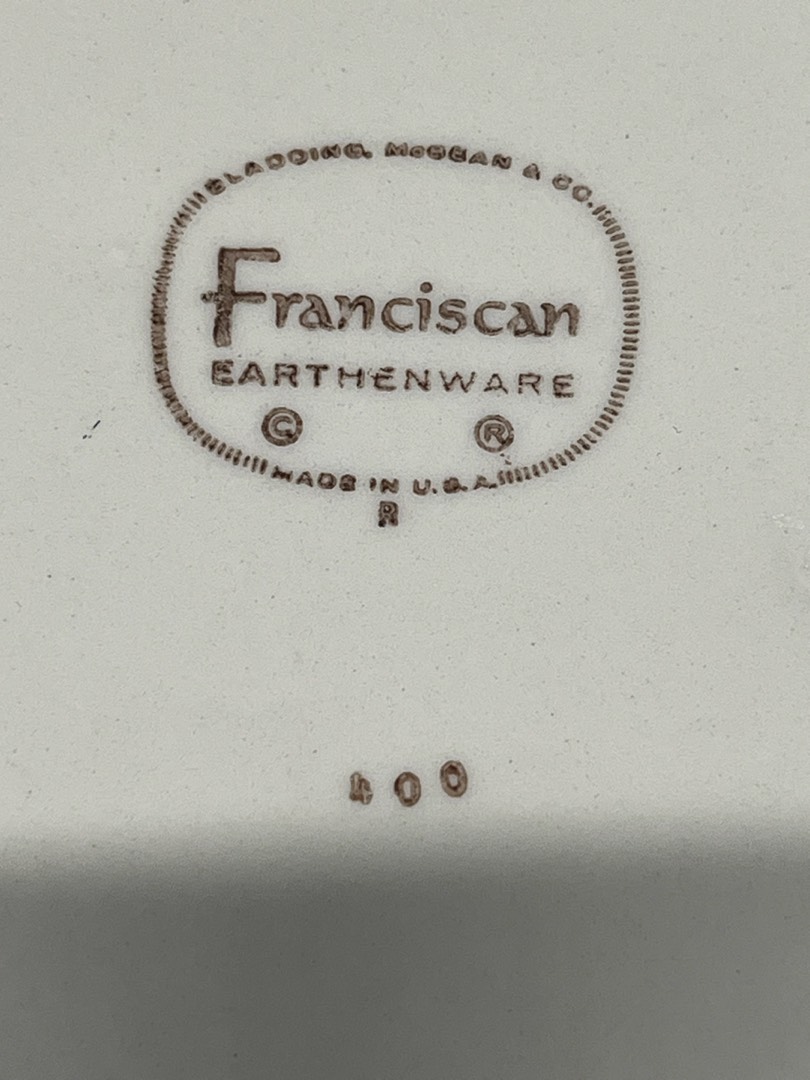 GLADDING, McBEAN & CO.
Franciscan
EARTHENWARE
© ®
MADE IN U.S.A.
R
400